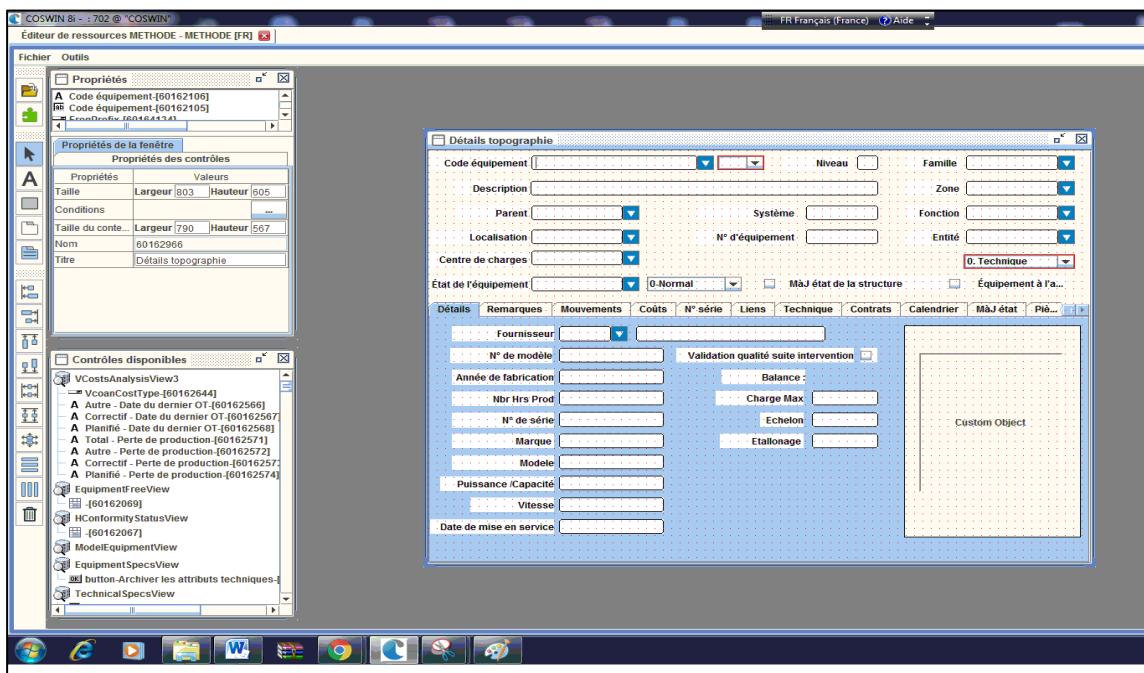 COSWIN 8i - : 702 @ "COSWIN"
FR Français (France) ? Aide
Éditeur de ressources METHODE - METHODE [FR]
Fichier Outils
Propriétés
A Code équipement-[60162106]
ab Code équipement-[60162105]
FreqPrefix-[60164134]
Propriétés de la fenêtre
Propriétés des contrôles
Propriétés Valeurs
Taille Largeur 803 Hauteur 605
Conditions ...
Taille du conte... Largeur 790 Hauteur 567
Nom 60162966
Titre Détails topographie
Contrôles disponibles
VCostsAnalysisView3
VcoanCostType-[60162644]
A Autre - Date du dernier OT-[60162566]
A Correctif - Date du dernier OT-[60162567]
A Planifié - Date du dernier OT-[60162568]
A Total - Perte de production-[60162571]
A Autre - Perte de production-[60162572]
A Correctif - Perte de production-[6016257
A Planifié - Perte de production-[60162574]
EquipmentFreeView
-[60162069]
HConformityStatusView
-[60162067]
ModelEquipmentView
EquipmentSpecsView
OK button-Archiver les attributs techniques-[
TechnicalSpecsView
Détails topographie
Code équipement Niveau Famille
Description Zone
Parent Système Fonction
Localisation N° d'équipement Entité
Centre de charges 0. Technique
État de l'équipement 0-Normal MàJ état de la structure Équipement à l'a...
Détails Remarques Mouvements Coûts N° série Liens Technique Contrats Calendrier MàJ état Piè...
Fournisseur
N° de modèle Validation qualité suite intervention
Année de fabrication Balance :
Nbr Hrs Prod Charge Max
N° de série Echelon
Marque Etallonage
Modele
Puissance /Capacité
Vitesse
Date de mise en service
Custom Object